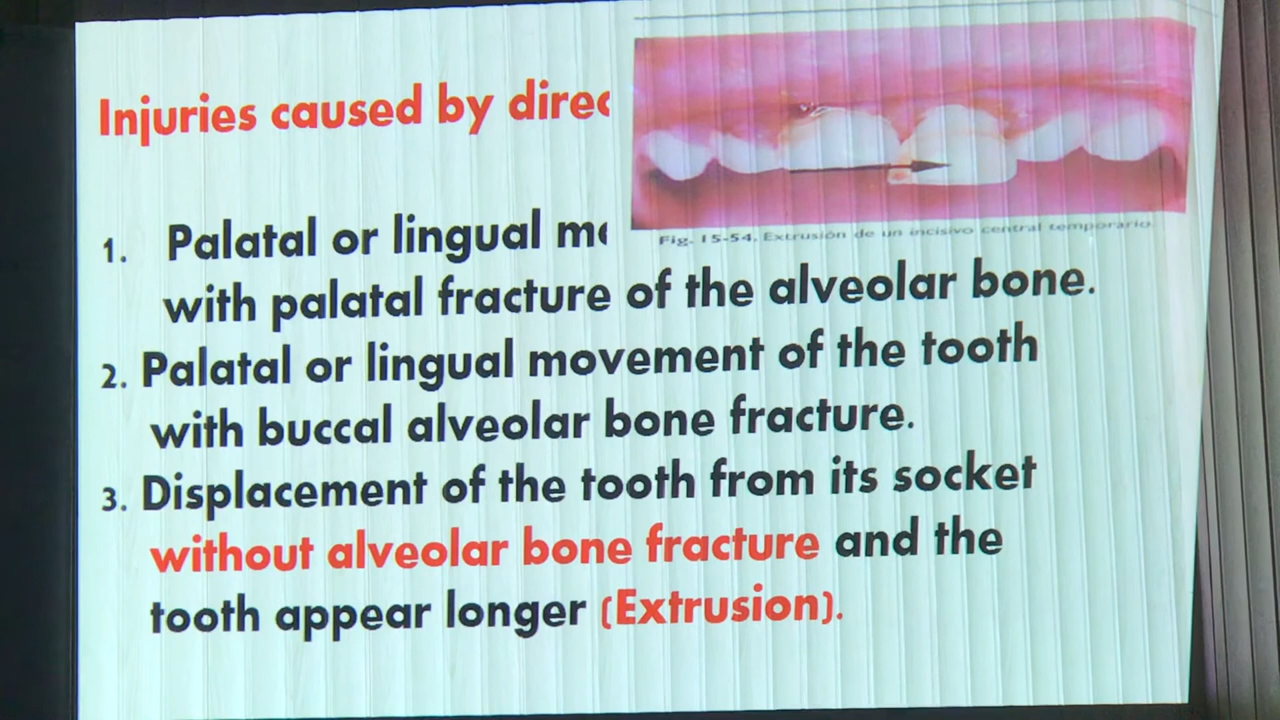 Injuries caused by
Fig. 15-54. Extrusión de un incisivo central temporario.
1. Palatal or lingual
with palatal fracture of the alveolar bone.
2. Palatal or lingual movement of the tooth
with buccal alveolar bone fracture.
3. Displacement of the tooth from its socket
without alveolar bone fracture and the
tooth appear longer (Extrusion).